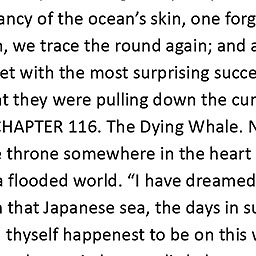 ancy of the ocean’s skin, one forg
, we trace the round again; and a
et with the most surprising succe
t they were pulling down the cur
CHAPTER 116. The Dying Whale. N
throne somewhere in the heart
a flooded world. “I have dreamed
that Japanese sea, the days in su
thyself happenest to be on this w